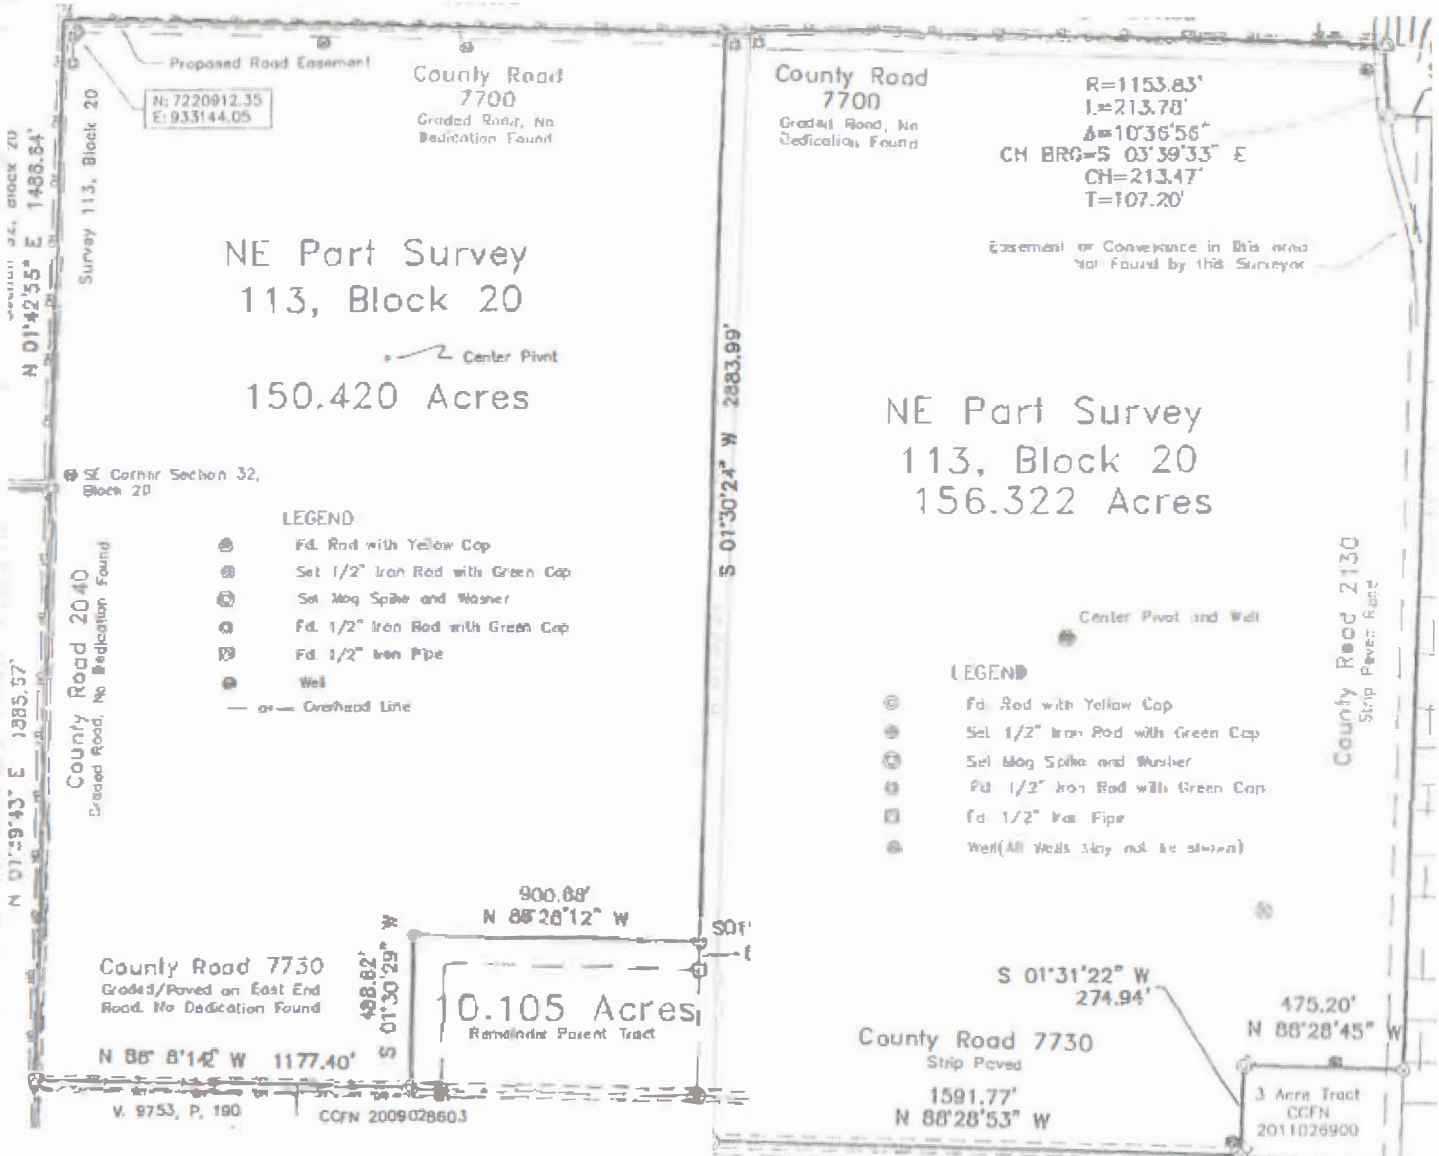 Proposed Road Easement
N: 7220912.35
E: 933144.05
County Road
7700
Graded Road, No
Dedication Found
Survey 113, Block 20
N 01°42'55" E 1488.64'
NE Part Survey
113, Block 20
Center Pivot
150.420 Acres
SE Corner Section 32,
Block 20
LEGEND
Fd. Rod with Yellow Cap
Set 1/2" Iron Rod with Green Cap
Set Mag Spike and Washer
Fd. 1/2" Iron Rod with Green Cap
Fd. 1/2" Iron Pipe
Well
Overhead Line
County Road 2040
Graded Road, No Dedication Found
E 1885.67'
900.68'
N 88°28'12" W
488.82'
S 01°30'29" W
S01°
County Road 7730
Graded/Paved on East End
Road. No Dedication Found
10.105 Acres
Remainder Parent Tract
W 1177.40'
V. 9753, P. 190
CCFN 2009028603
S 01°30'24" W 2883.99'
County Road
7700
Graded Road, No
Dedication Found
R=1153.83'
L=213.78'
Δ=10°36'56"
CH BRG=S 03°39'33" E
CH=213.47'
T=107.20'
Easement or Conveyance in this area
Not Found by this Surveyor
NE Part Survey
113, Block 20
156.322 Acres
County Road 2130
Strip Paved Road
Center Pivot and Well
LEGEND
Fd. Rod with Yellow Cap
Set 1/2" Iron Rod with Green Cap
Set Mag Spike and Washer
Fd. 1/2" Iron Rod with Green Cap
Fd. 1/2" Iron Pipe
Well(All Wells May not be shown)
S 01°31'22" W
274.94'
475.20'
N 88°28'45" W
County Road 7730
Strip Paved
1591.77'
N 88°28'53" W
3 Acre Tract
CCFN
2011026900